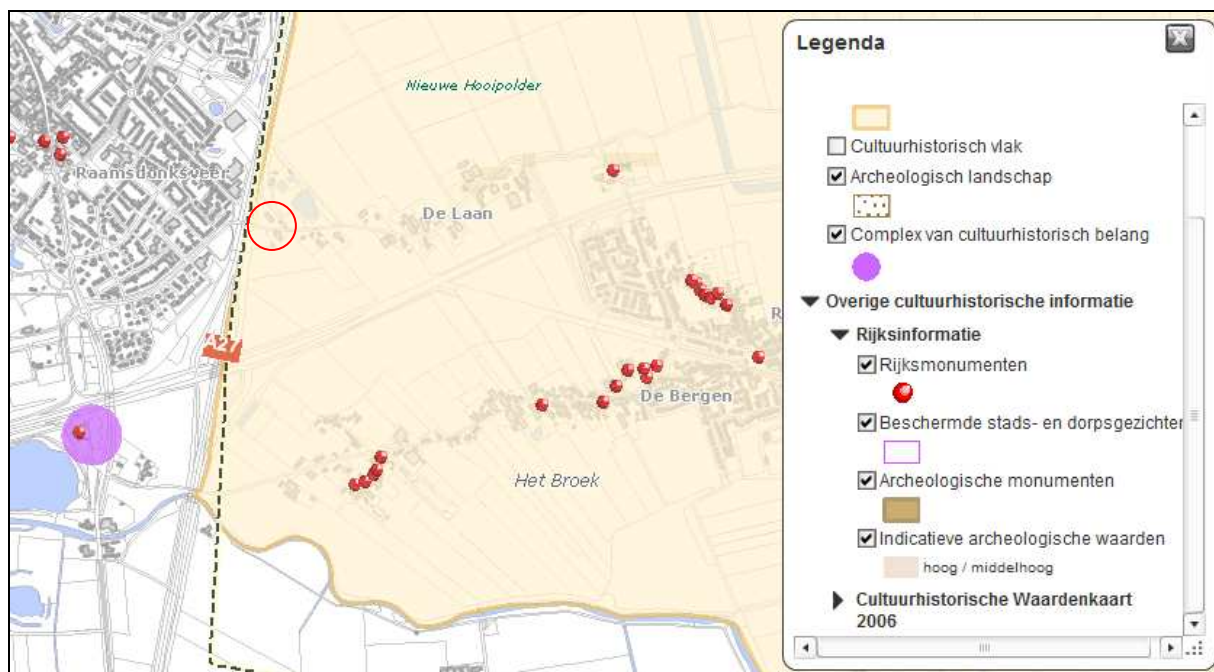 Nieuwe Hooipolder
Raamsdonksveer
De Laan
A27
R
De Bergen
Het Broek
Legenda
Cultuurhistorisch vlak
Archeologisch landschap
Complex van cultuurhistorisch belang
Overige cultuurhistorische informatie
Rijksinformatie
Rijksmonumenten
Beschermde stads- en dorpsgezichten
Archeologische monumenten
Indicatieve archeologische waarden
hoog / middelhoog
Cultuurhistorische Waardenkaart
2006